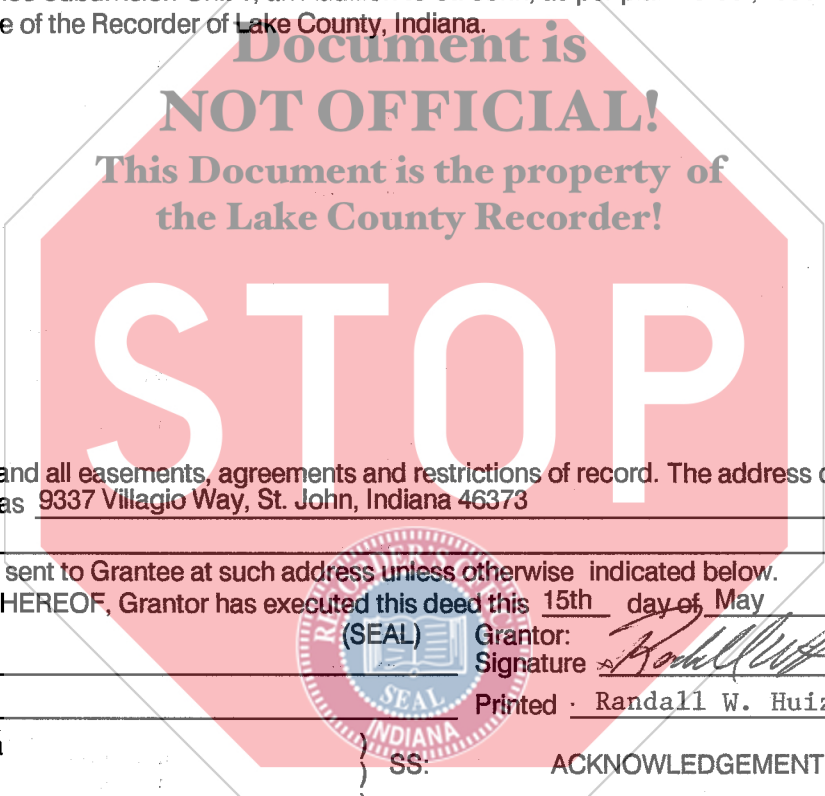 e of the Recorder of Lake County, Indiana.
Document is
NOT OFFICIAL!
This Document is the property of
the Lake County Recorder!
STOP
and all easements, agreements and restrictions of record. The address
as 9337 Villagio Way, St. John, Indiana 46373
sent to Grantee at such address unless otherwise indicated below.
HEREOF, Grantor has executed this deed this 15th day of May
(SEAL) Grantor:
Signature
Printed Randall W. Huiz
RECORDER'S OFFICE
SEAL
INDIANA
SS: ACKNOWLEDGEMENT